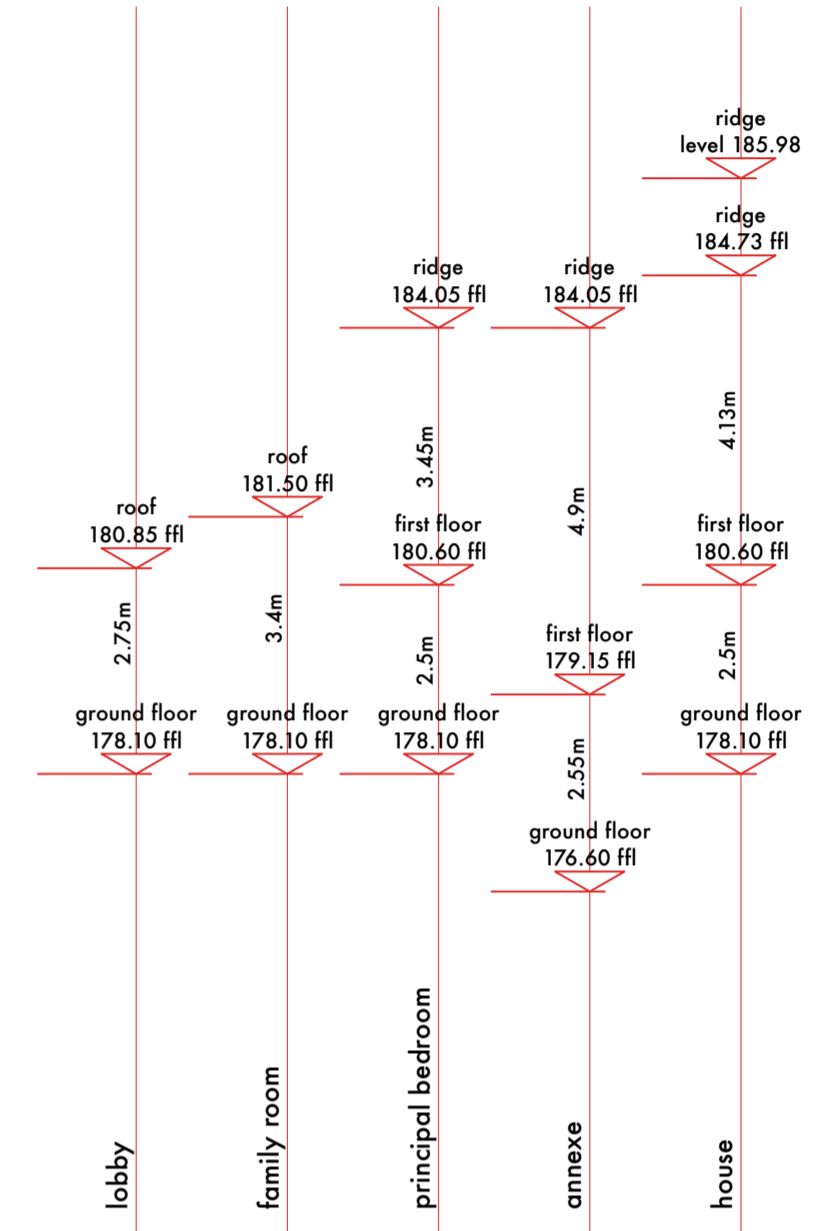 roof
180.85 ffl
2.75m
ground floor
178.10 ffl
lobby
roof
181.50 ffl
3.4m
ground floor
178.10 ffl
family room
ridge
184.05 ffl
3.45m
first floor
180.60 ffl
2.5m
ground floor
178.10 ffl
principal bedroom
ridge
184.05 ffl
4.9m
first floor
179.15 ffl
2.55m
ground floor
176.60 ffl
annexe
ridge
level 185.98
ridge
184.73 ffl
4.13m
first floor
180.60 ffl
2.5m
ground floor
178.10 ffl
house